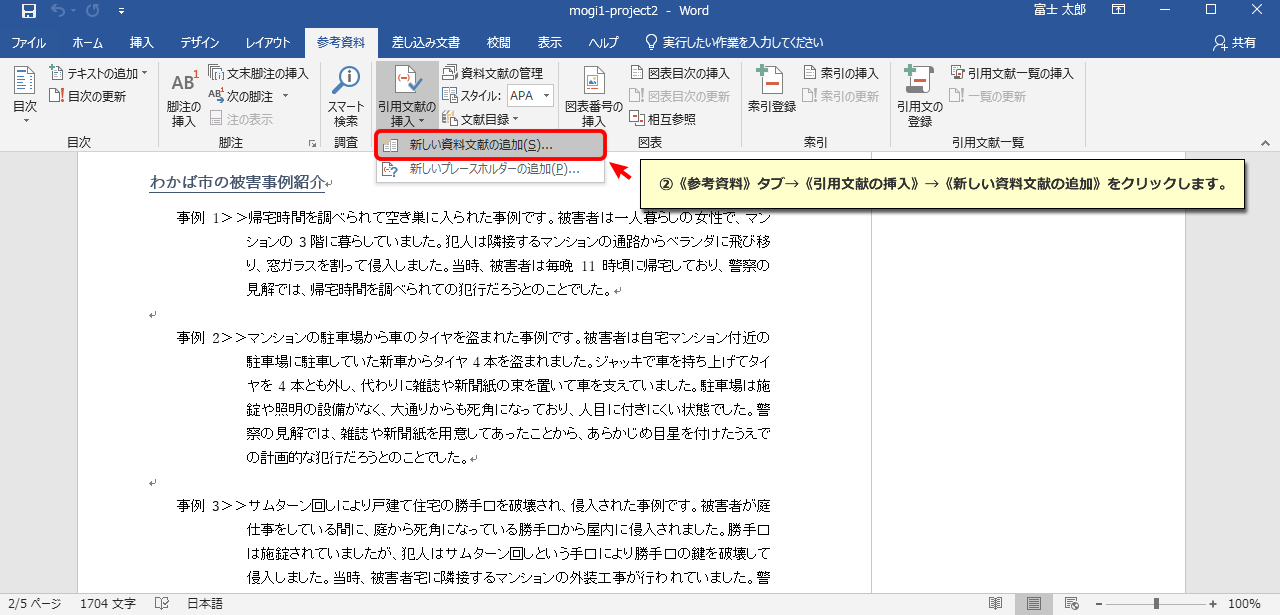 mogi1-project2 - Word
富士 太郎
ファイル ホーム 挿入 デザイン レイアウト 参考資料 差し込み文書 校閲 表示 ヘルプ 実行したい作業を入力してください 共有
目次
テキストの追加
目次の更新
目次
AB1
脚注の
挿入
文末脚注の挿入
AB1 次の脚注
注の表示
脚注
スマート
検索
調査
引用文献の
挿入
資料文献の管理
スタイル: APA
文献目録
新しい資料文献の追加(S)...
新しいプレースホルダーの追加(P)...
図表番号の
挿入
図表目次の挿入
図表目次の更新
相互参照
図表
索引登録
索引の挿入
索引の更新
索引
引用文の
登録
引用文献一覧の挿入
一覧の更新
引用文献一覧
②《参考資料》タブ→《引用文献の挿入》→《新しい資料文献の追加》をクリックします。
わかば市の被害事例紹介↵
事例 1>>帰宅時間を調べられて空き巣に入られた事例です。被害者は一人暮らしの女性で、マン
ションの 3 階に暮らしていました。犯人は隣接するマンションの通路からベランダに飛び移
り、窓ガラスを割って侵入しました。当時、被害者は毎晩 11 時頃に帰宅しており、警察の
見解では、帰宅時間を調べられての犯行だろうとのことでした。↵
↵
事例 2>>マンションの駐車場から車のタイヤを盗まれた事例です。被害者は自宅マンション付近の
駐車場に駐車していた新車からタイヤ 4 本を盗まれました。ジャッキで車を持ち上げてタイ
ヤを 4 本とも外し、代わりに雑誌や新聞紙の束を置いて車を支えていました。駐車場は施
錠や照明の設備がなく、大通りからも死角になっており、人目に付きにくい状態でした。警
察の見解では、雑誌や新聞紙を用意してあったことから、あらかじめ目星を付けたうえで
の計画的な犯行だろうとのことでした。↵
↵
事例 3>>サムターン回しにより戸建て住宅の勝手口を破壊され、侵入された事例です。被害者が庭
仕事をしている間に、庭から死角になっている勝手口から屋内に侵入されました。勝手口
は施錠されていましたが、犯人はサムターン回しという手口により勝手口の鍵を破壊して
侵入しました。当時、被害者宅に隣接するマンションの外装工事が行われていました。警
2/5 ページ 1704 文字 日本語 100%